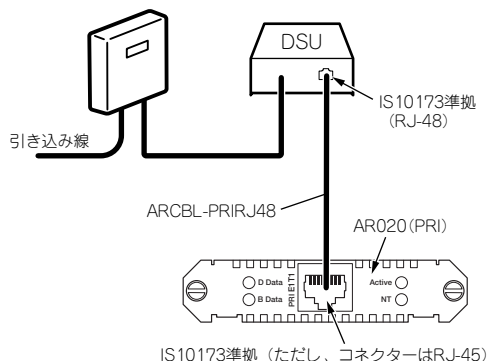 DSU
IS10173準拠
（RJ-48）
引き込み線
ARCBL-PRIRJ48
AR020（PRI）
D Data
B Data
PRI E1 T1
Active
NT
IS10173準拠（ただし、コネクターはRJ-45）